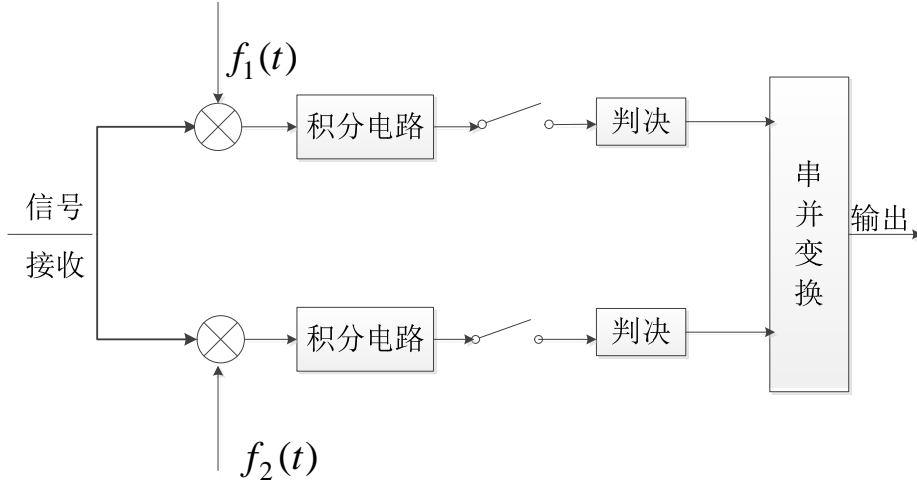 f₁(t)
积分电路
判决
信号
接收
串并变换
输出
积分电路
判决
f₂(t)